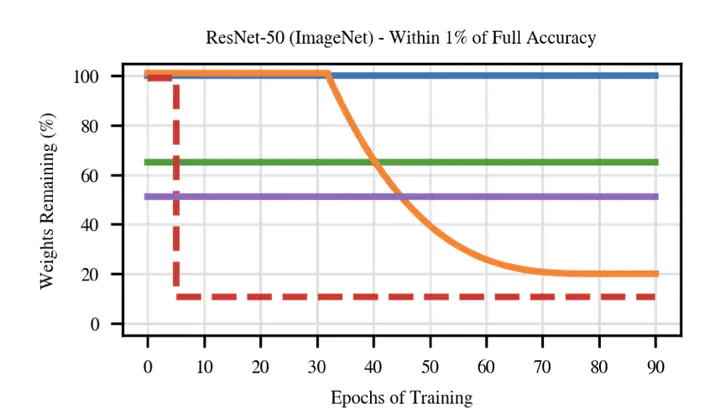 ResNet-50 (ImageNet) - Within 1% of Full Accuracy
Weights Remaining (%)
100
80
60
40
20
0
0 10 20 30 40 50 60 70 80 90
Epochs of Training